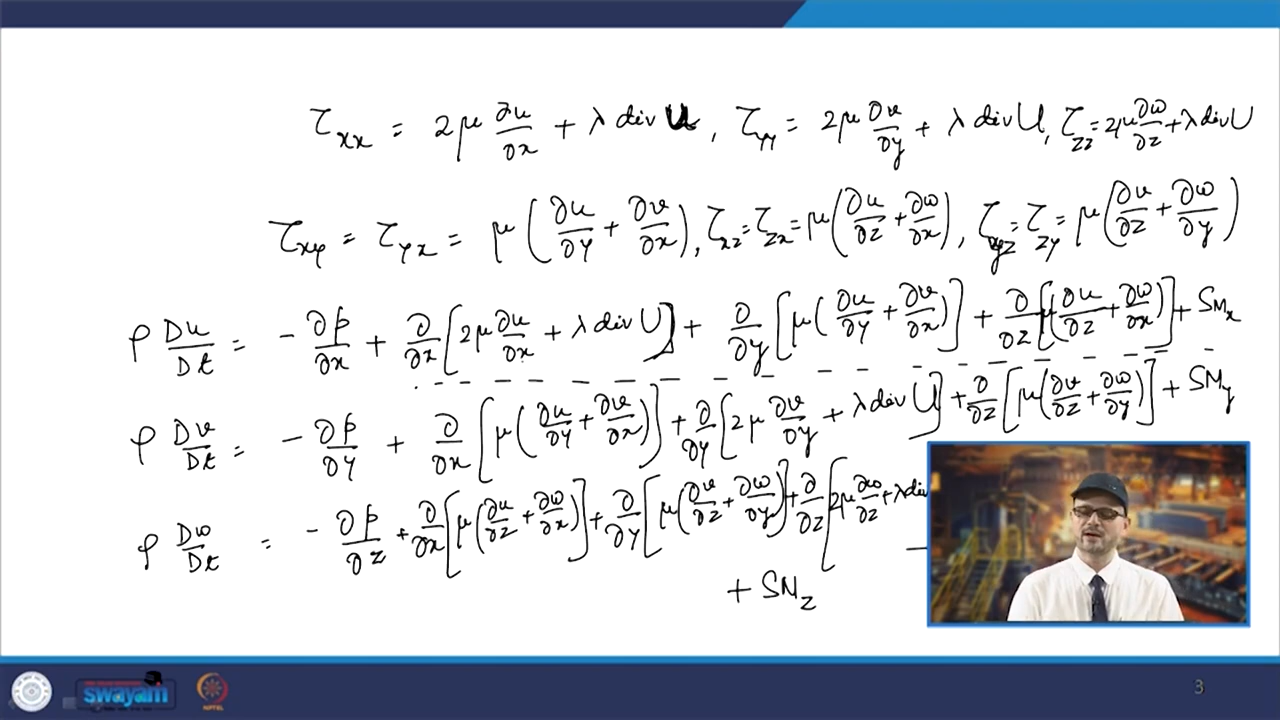 τxx = 2μ ∂u/∂x + λ div U, τyy = 2μ ∂v/∂y + λ div U, τzz = 2μ ∂w/∂z + λ div U
τxy = τyx = μ(∂u/∂y + ∂v/∂x), τxz = τzx = μ(∂u/∂z + ∂w/∂x), τyz = τzy = μ(∂v/∂z + ∂w/∂y)
ρ Du/Dt = - ∂p/∂x + ∂/∂x [2μ ∂u/∂x + λ div U] + ∂/∂y [μ(∂u/∂y + ∂v/∂x)] + ∂/∂z [μ(∂u/∂z + ∂w/∂x)] + SMx
ρ Dv/Dt = - ∂p/∂y + ∂/∂x [μ(∂u/∂y + ∂v/∂x)] + ∂/∂y [2μ ∂v/∂y + λ div U] + ∂/∂z [μ(∂v/∂z + ∂w/∂y)] + SMy
ρ Dw/Dt = - ∂p/∂z + ∂/∂x [μ(∂u/∂z + ∂w/∂x)] + ∂/∂y [μ(∂v/∂z + ∂w/∂y)] + ∂/∂z [2μ ∂w/∂z + λ div
+ SMz
swayam
3